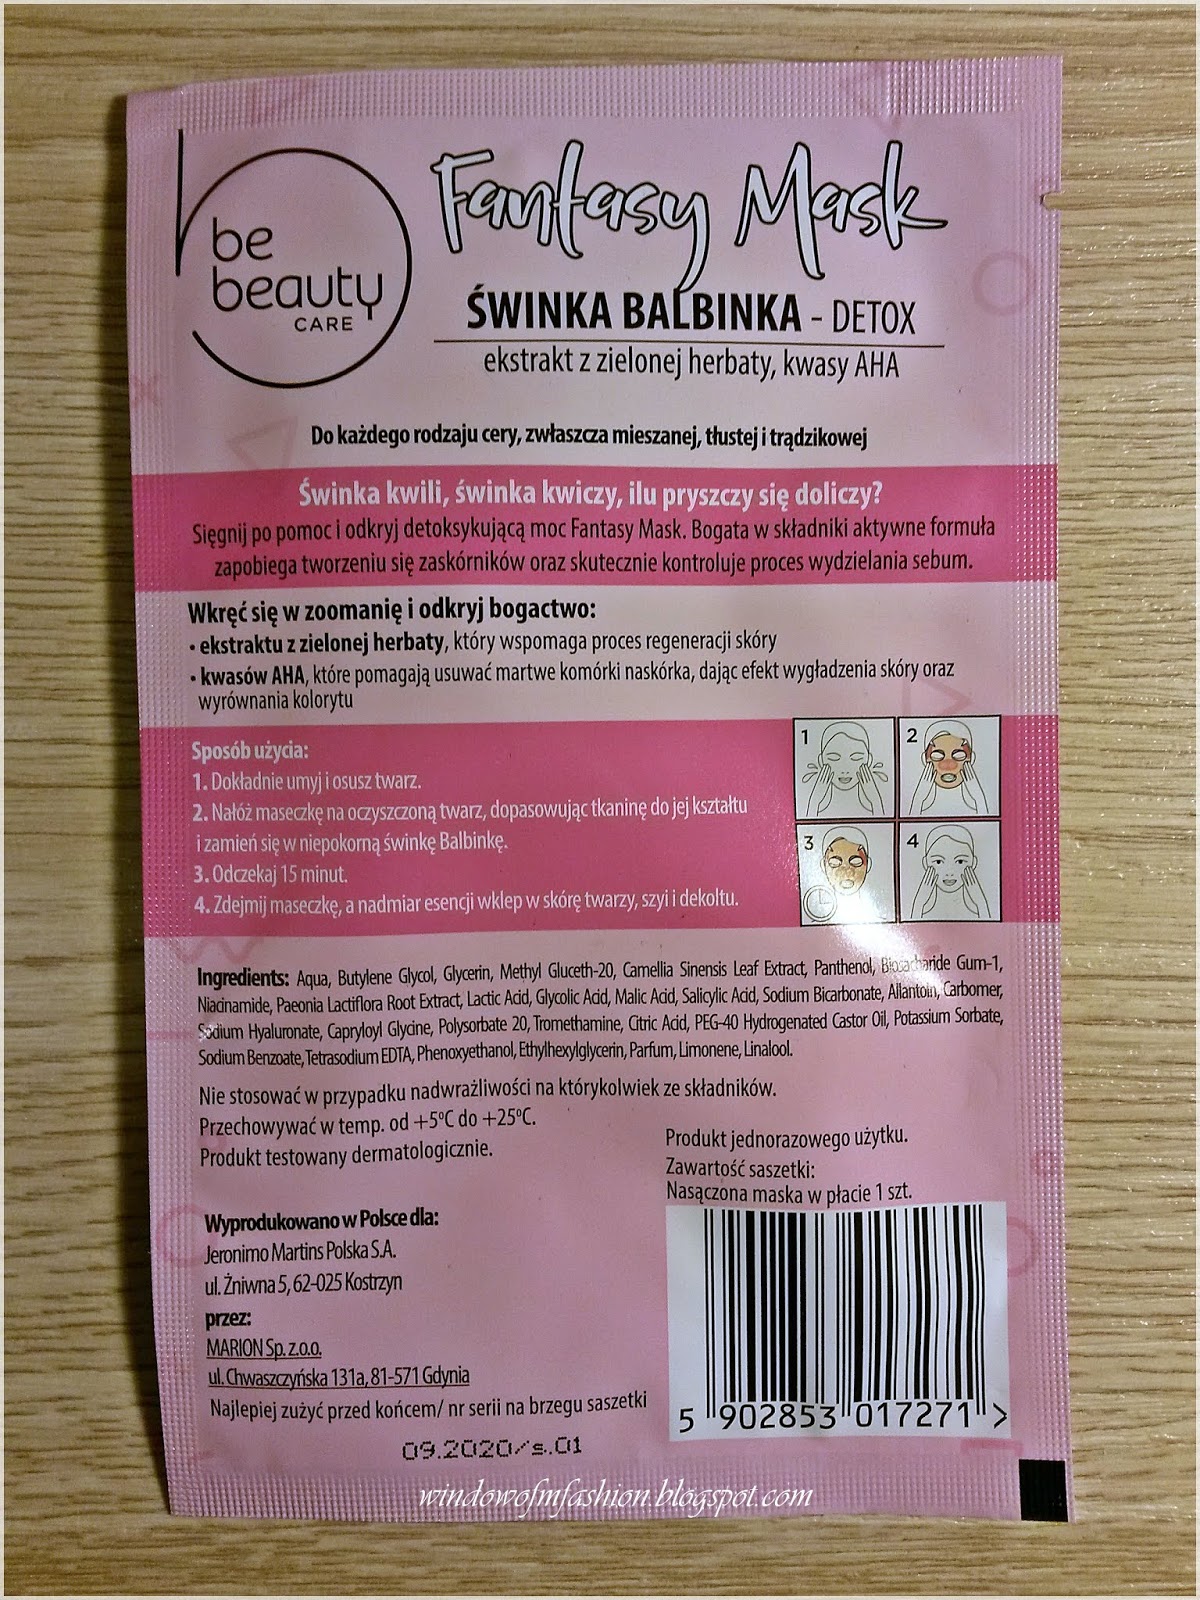 be
beauty
CARE
Fantasy Mask
ŚWINKA BALBINKA - DETOX
ekstrakt z zielonej herbaty, kwasy AHA
Do każdego rodzaju cery, zwłaszcza mieszanej, tłustej i trądzikowej
Świnka kwili, świnka kwiczy, ilu pryszczy się doliczy?
Sięgnij po pomoc i odkryj detoksykującą moc Fantasy Mask. Bogata w składniki aktywne formuła
zapobiega tworzeniu się zaskórników oraz skutecznie kontroluje proces wydzielania sebum.
Wkręć się w zoomanię i odkryj bogactwo:
• ekstraktu z zielonej herbaty, który wspomaga proces regeneracji skóry
• kwasów AHA, które pomagają usuwać martwe komórki naskórka, dając efekt wygładzenia skóry oraz
wyrównania kolorytu
Sposób użycia:
1. Dokładnie umyj i osusz twarz.
2. Nałóż maseczkę na oczyszczoną twarz, dopasowując tkaninę do jej kształtu
i zamień się w niepokorną świnkę Balbinkę.
3. Odczekaj 15 minut.
4. Zdejmij maseczkę, a nadmiar esencji wklep w skórę twarzy, szyi i dekoltu.
1 2
3 4
Ingredients: Aqua, Butylene Glycol, Glycerin, Methyl Gluceth-20, Camellia Sinensis Leaf Extract, Panthenol, Biosacharide Gum-1,
Niacinamide, Paeonia Lactiflora Root Extract, Lactic Acid, Glycolic Acid, Malic Acid, Salicylic Acid, Sodium Bicarbonate, Allantoin, Carbomer,
Sodium Hyaluronate, Capryloyl Glycine, Polysorbate 20, Tromethamine, Citric Acid, PEG-40 Hydrogenated Castor Oil, Potassium Sorbate,
Sodium Benzoate, Tetrasodium EDTA, Phenoxyethanol, Ethylhexylglycerin, Parfum, Limonene, Linalool.
Nie stosować w przypadku nadwrażliwości na którykolwiek ze składników.
Przechowywać w temp. od +5°C do +25°C.
Produkt testowany dermatologicznie.
Produkt jednorazowego użytku.
Zawartość saszetki:
Nasączona maska w płacie 1 szt.
Wyprodukowano w Polsce dla:
Jeronimo Martins Polska S.A.
ul. Żniwna 5, 62-025 Kostrzyn
przez:
MARION Sp. z.o.o.
ul. Chwaszczyńska 131a, 81-571 Gdynia
Najlepiej zużyć przed końcem/ nr serii na brzegu saszetki
5 902853 017271 >
09.2020/s.01
windowofmfashion.blogspot.com